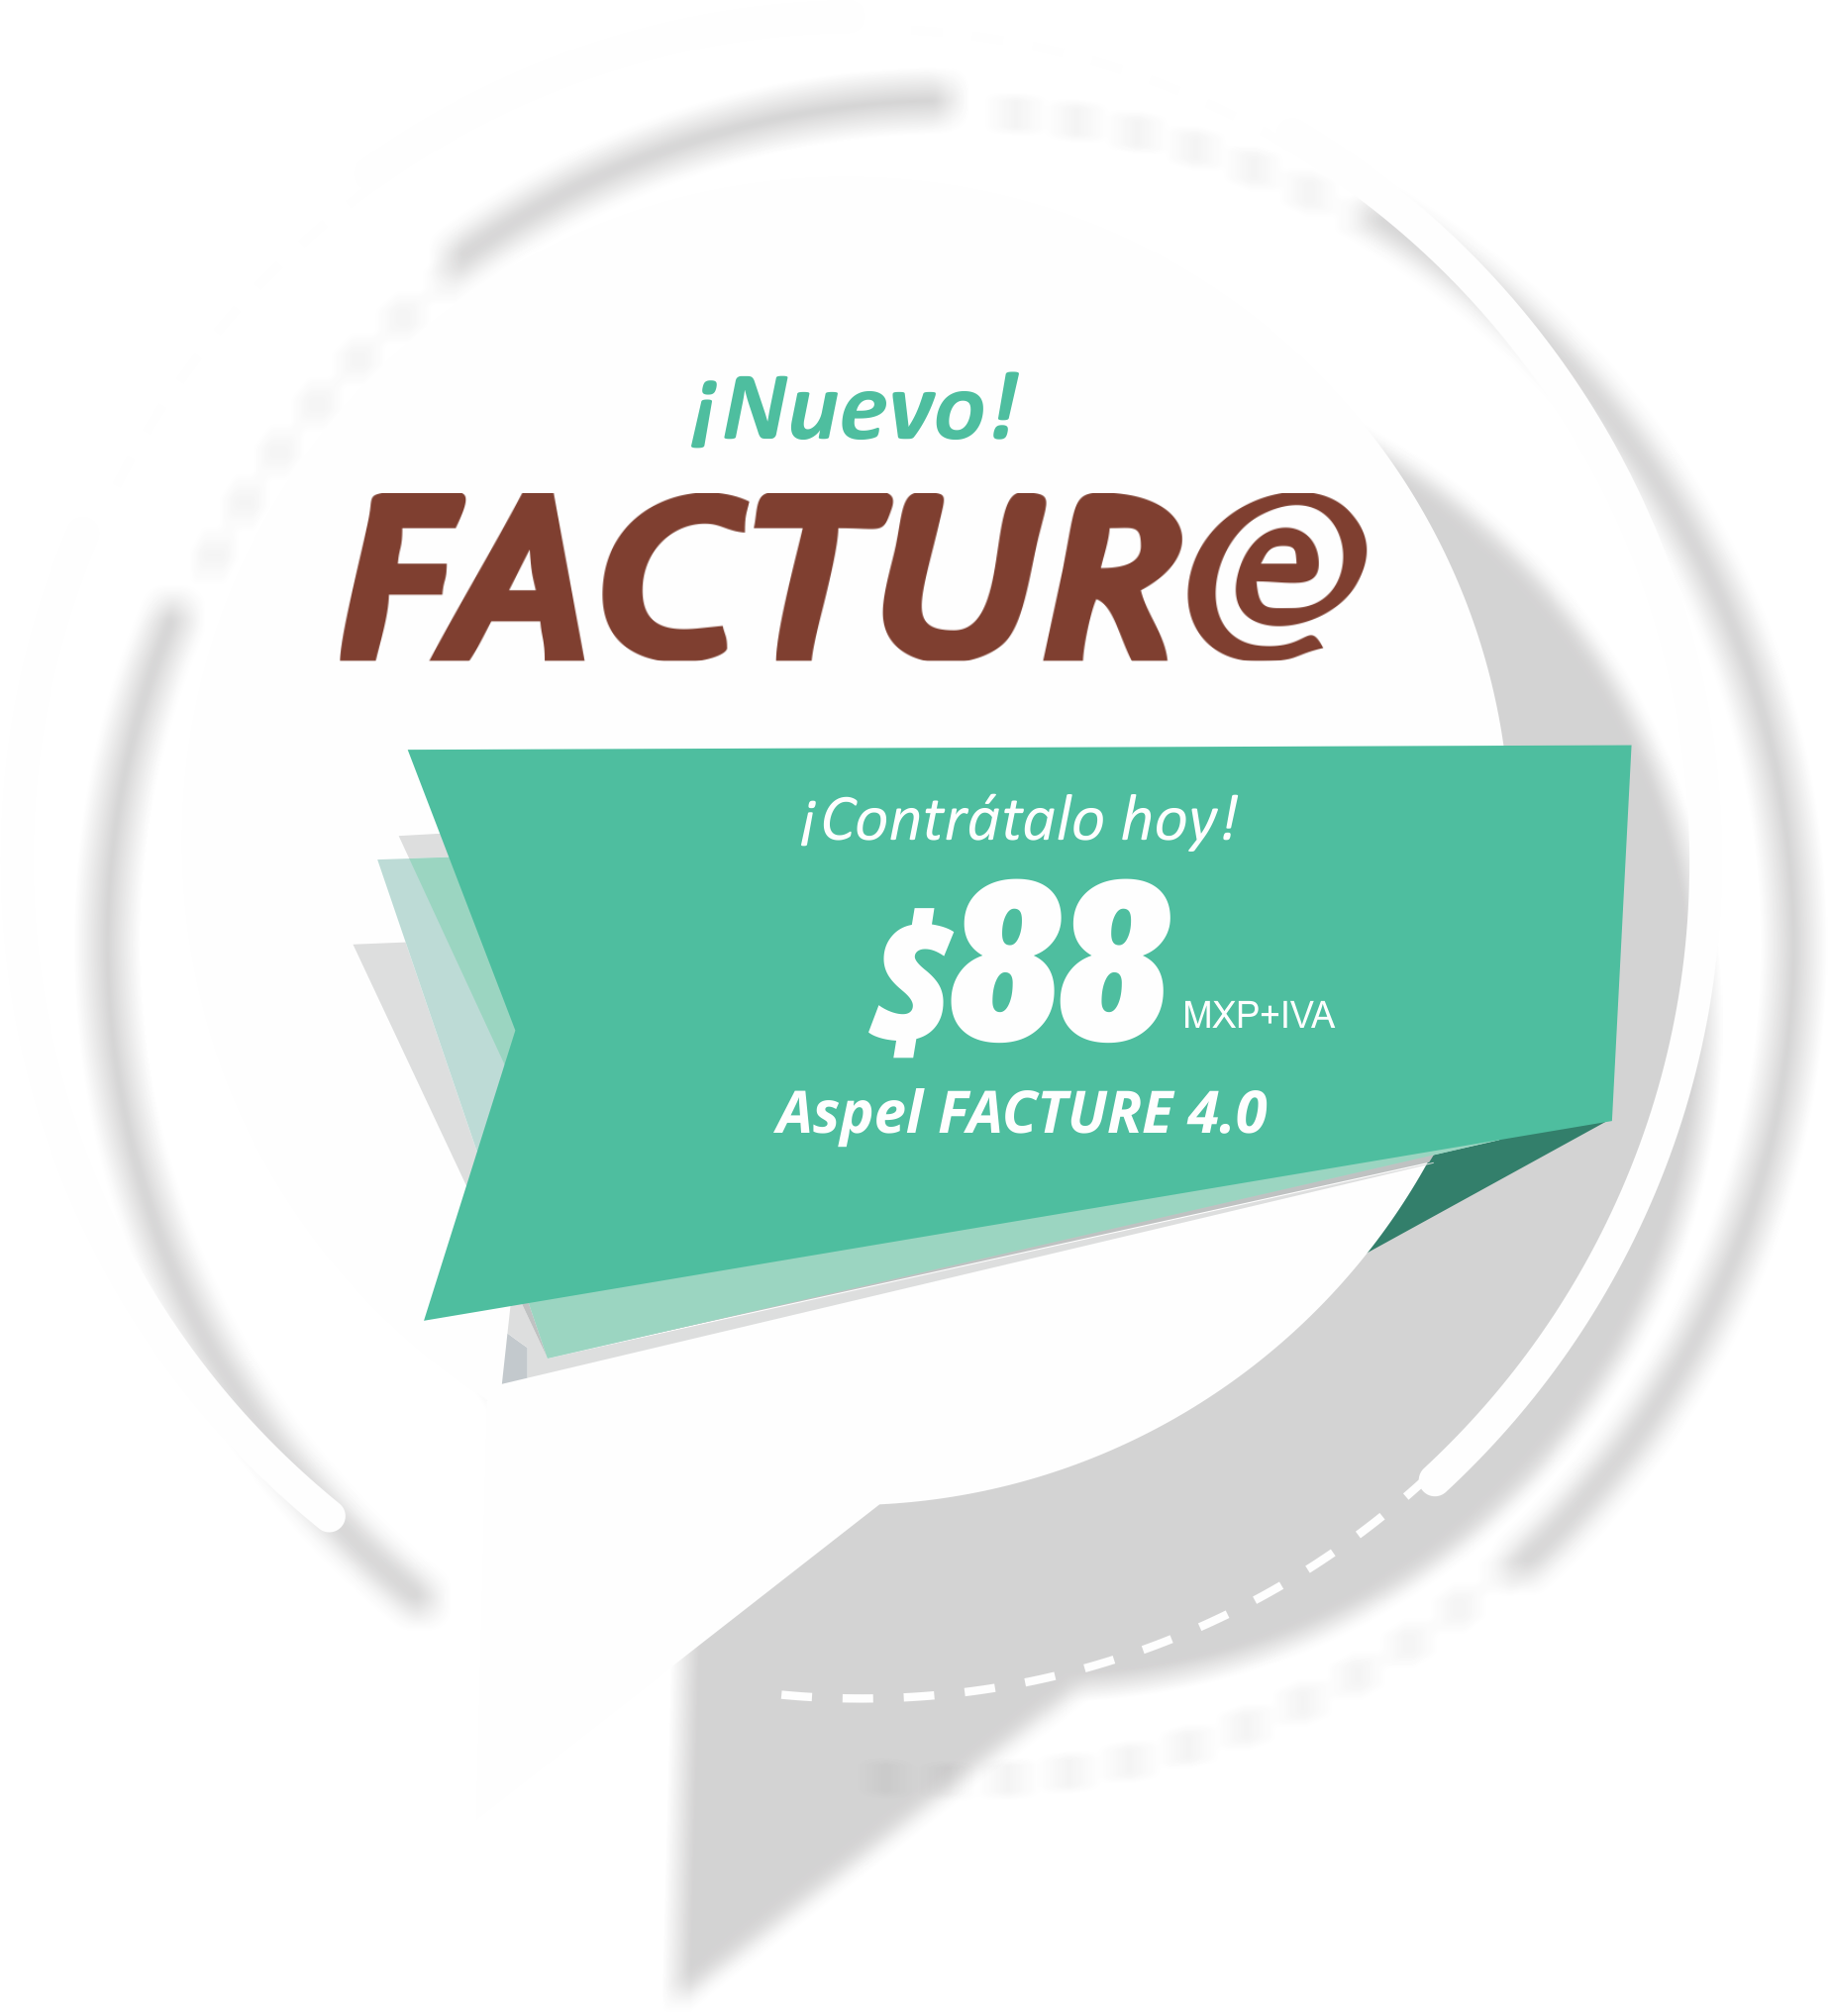 ¡Nuevo!
FACTUR@
¡Contrátalo hoy!
$88 MXP+IVA
Aspel FACTURE 4.0